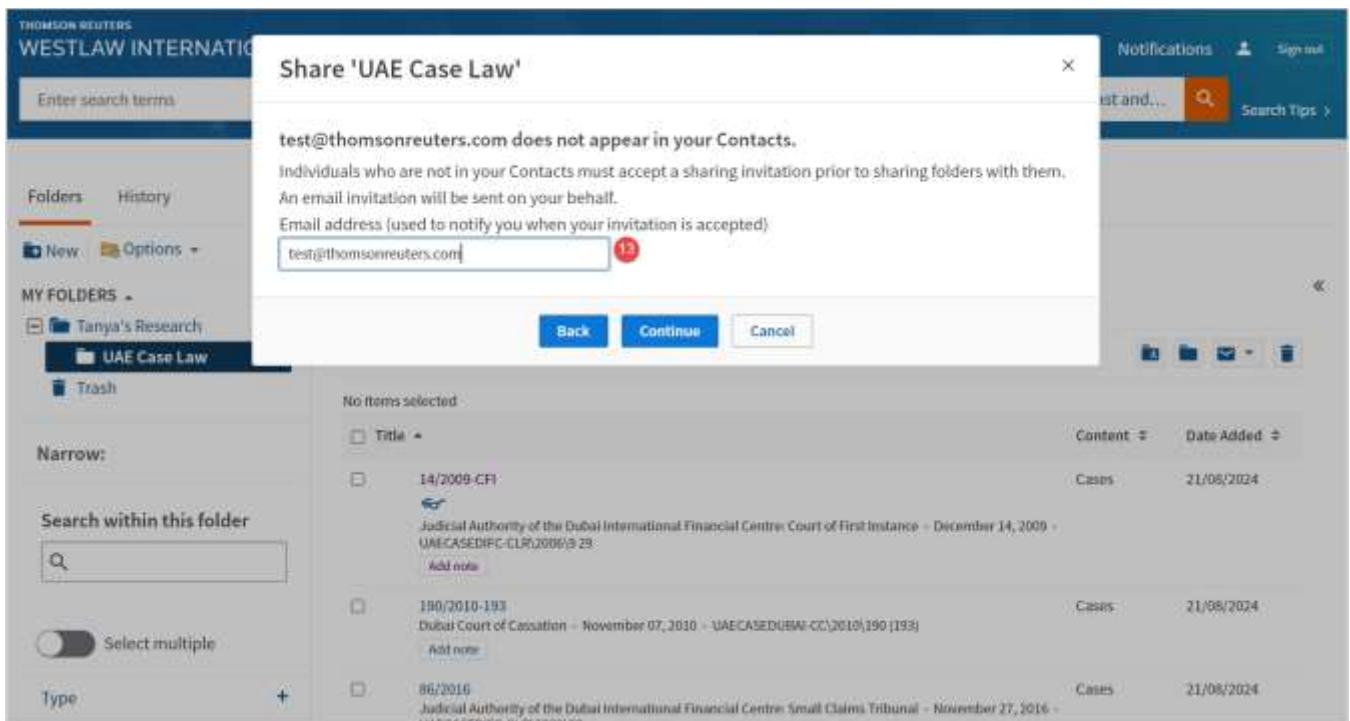 THOMSON REUTERS
WESTLAW INTERNATIO
Notifications
Sign out
Enter search terms
ist and...
Search Tips >
Share 'UAE Case Law'
test@thomsonreuters.com does not appear in your Contacts.
Individuals who are not in your Contacts must accept a sharing invitation prior to sharing folders with them.
An email invitation will be sent on your behalf.
Email address (used to notify you when your invitation is accepted)
test@thomsonreuters.com
13
Back Continue Cancel
Folders History
New Options
MY FOLDERS
Tanya's Research
UAE Case Law
Trash
Narrow:
Search within this folder
Select multiple
Type +
No items selected
Title Content Date Added
14/2009-CFI Cases 21/08/2024
Judicial Authority of the Dubai International Financial Centre: Court of First Instance - December 14, 2009 -
Add note
190/2010-193 Cases 21/08/2024
Dubai Court of Cassation - November 07, 2010 - UAECASEDUBAI-CC\2010\190 (193)
Add note
86/2016 Cases 21/08/2024
Judicial Authority of the Dubai International Financial Centre: Small Claims Tribunal - November 27, 2016 -